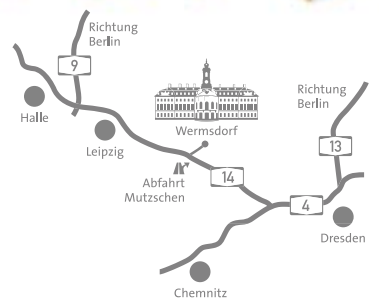 Richtung
Berlin
9
Halle
Leipzig
Wermsdorf
Abfahrt
Mutzschen
14
Richtung
Berlin
13
4
Dresden
Chemnitz